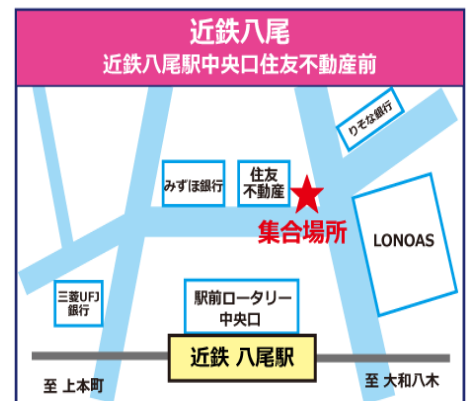 近鉄八尾
近鉄八尾駅中央口住友不動産前
りそな銀行
みずほ銀行
住友
不動産
集合場所
LONOAS
三菱UFJ
銀行
駅前ロータリー
中央口
近鉄 八尾駅
至 上本町
至 大和八木